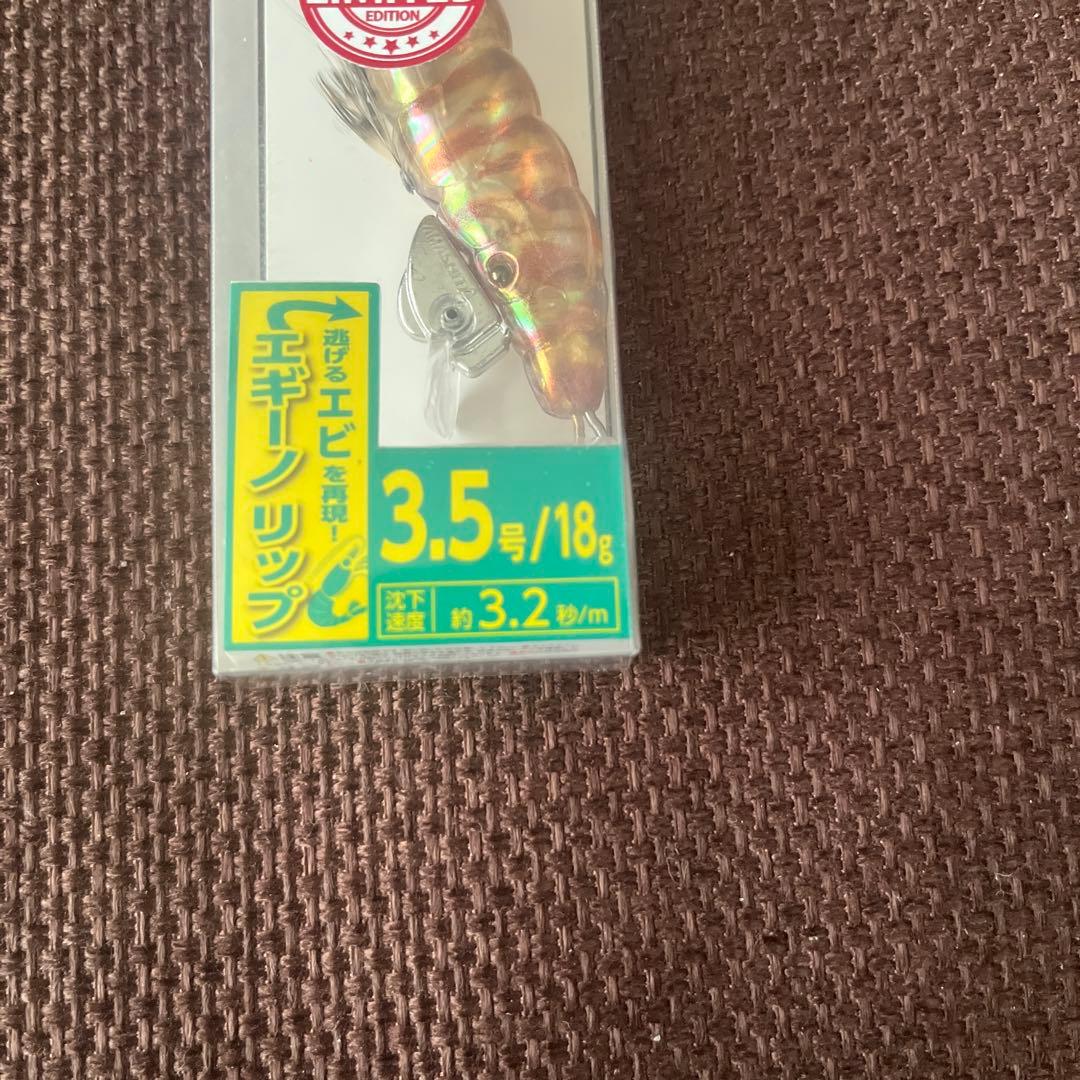 EDITION
逃げるエビを再現!
エギーノ リップ
3.5号/18g
沈下速度
約3.2秒/m